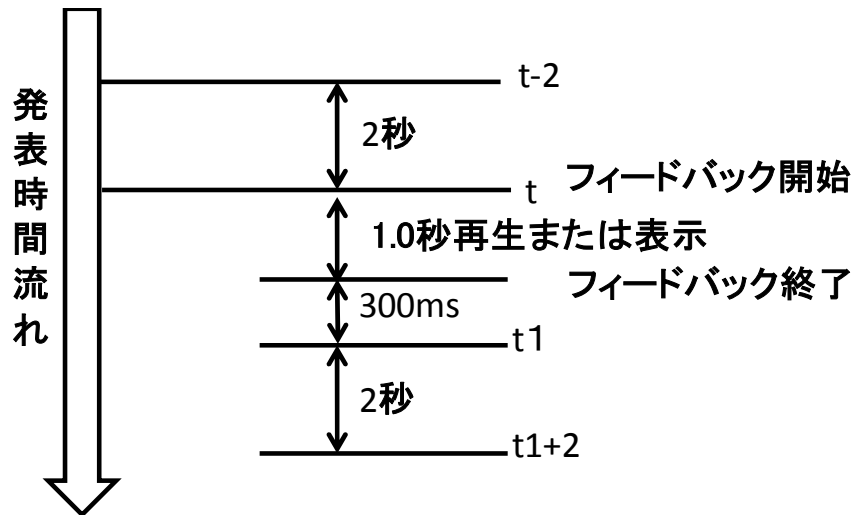 発表時間流れ
t-2
2秒
t フィードバック開始
1.0秒再生または表示
フィードバック終了
300ms
t1
2秒
t1+2